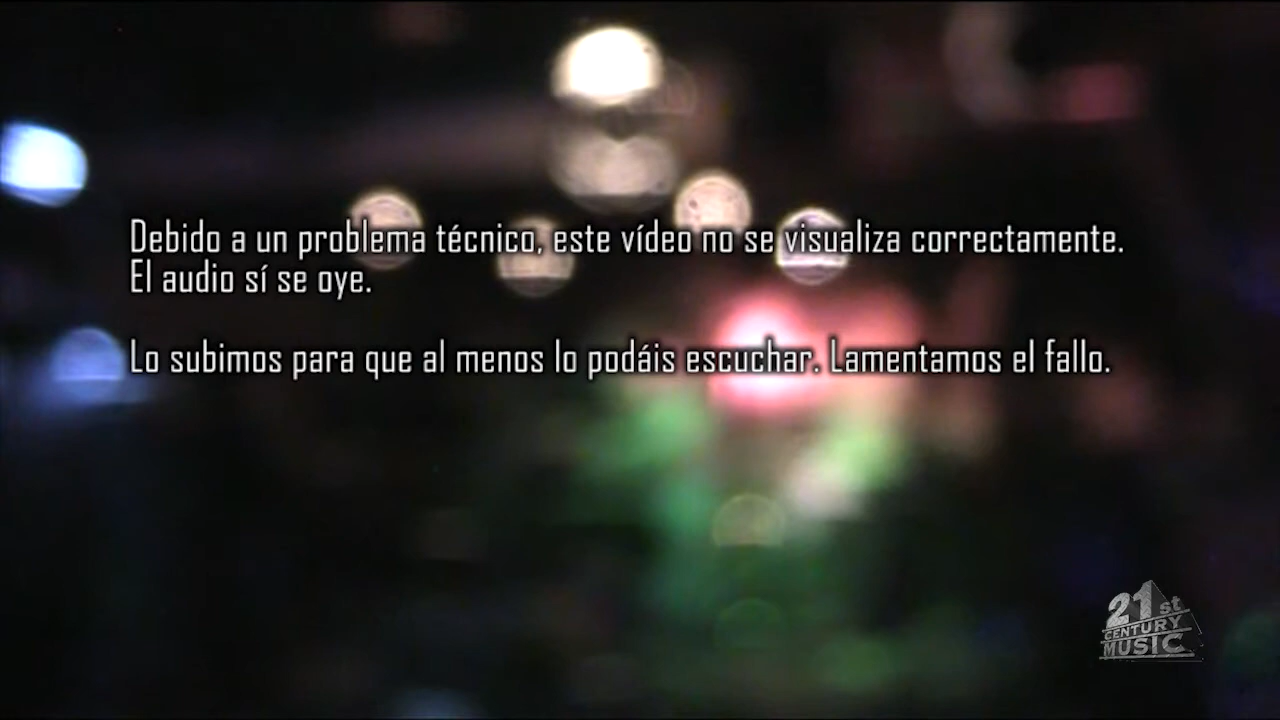 Debido a un problema técnico, este vídeo no se visualiza correctamente.
El audio sí se oye.
Lo subimos para que al menos lo podáis escuchar. Lamentamos el fallo.
21st
CENTURY
MUSIC